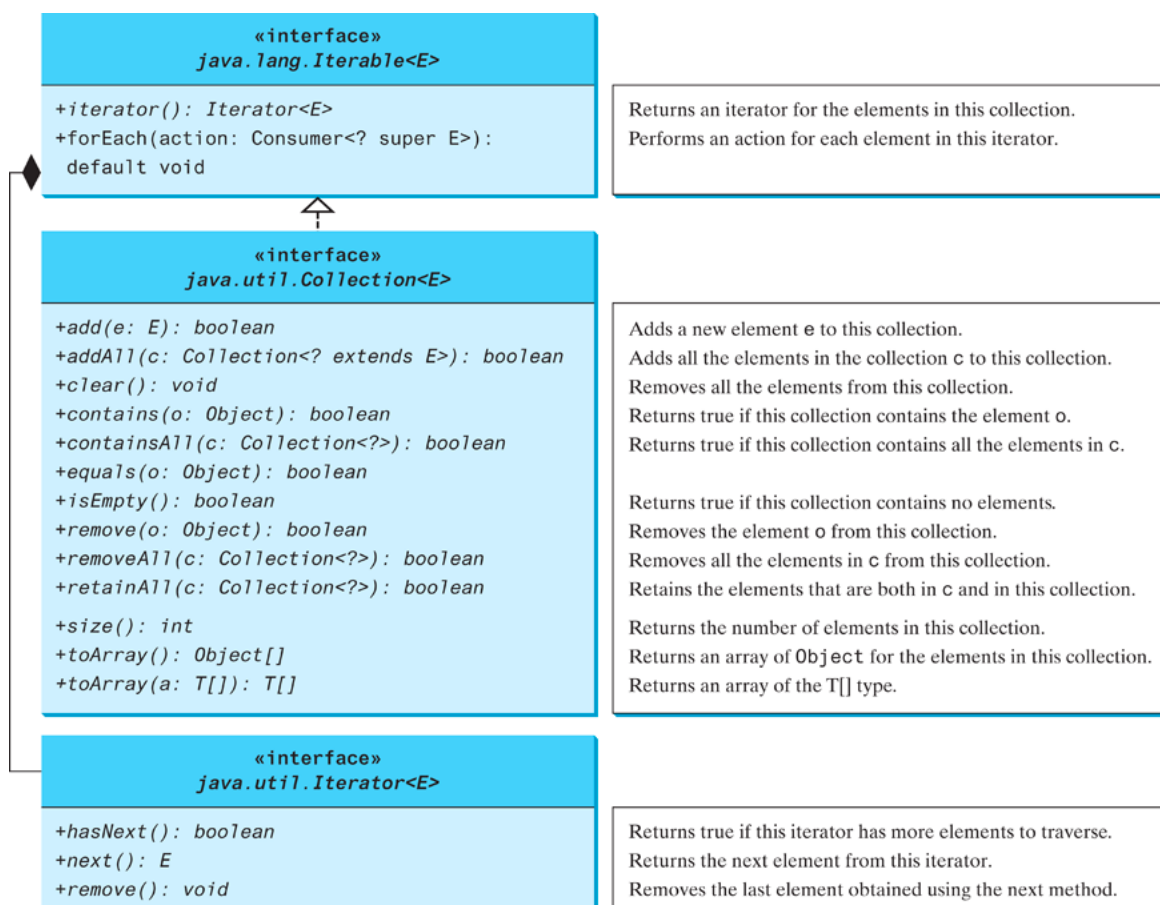 «interface»
java.lang.Iterable<E>
+iterator(): Iterator<E>
+forEach(action: Consumer<? super E>):
default void
Returns an iterator for the elements in this collection.
Performs an action for each element in this iterator.
«interface»
java.util.Collection<E>
+add(e: E): boolean
+addAll(c: Collection<? extends E>): boolean
+clear(): void
+contains(o: Object): boolean
+containsAll(c: Collection<?>): boolean
+equals(o: Object): boolean
+isEmpty(): boolean
+remove(o: Object): boolean
+removeAll(c: Collection<?>): boolean
+retainAll(c: Collection<?>): boolean
+size(): int
+toArray(): Object[]
+toArray(a: T[]): T[]
Adds a new element e to this collection.
Adds all the elements in the collection c to this collection.
Removes all the elements from this collection.
Returns true if this collection contains the element o.
Returns true if this collection contains all the elements in c.
Returns true if this collection contains no elements.
Removes the element o from this collection.
Removes all the elements in c from this collection.
Retains the elements that are both in c and in this collection.
Returns the number of elements in this collection.
Returns an array of Object for the elements in this collection.
Returns an array of the T[] type.
«interface»
java.util.Iterator<E>
+hasNext(): boolean
+next(): E
+remove(): void
Returns true if this iterator has more elements to traverse.
Returns the next element from this iterator.
Removes the last element obtained using the next method.